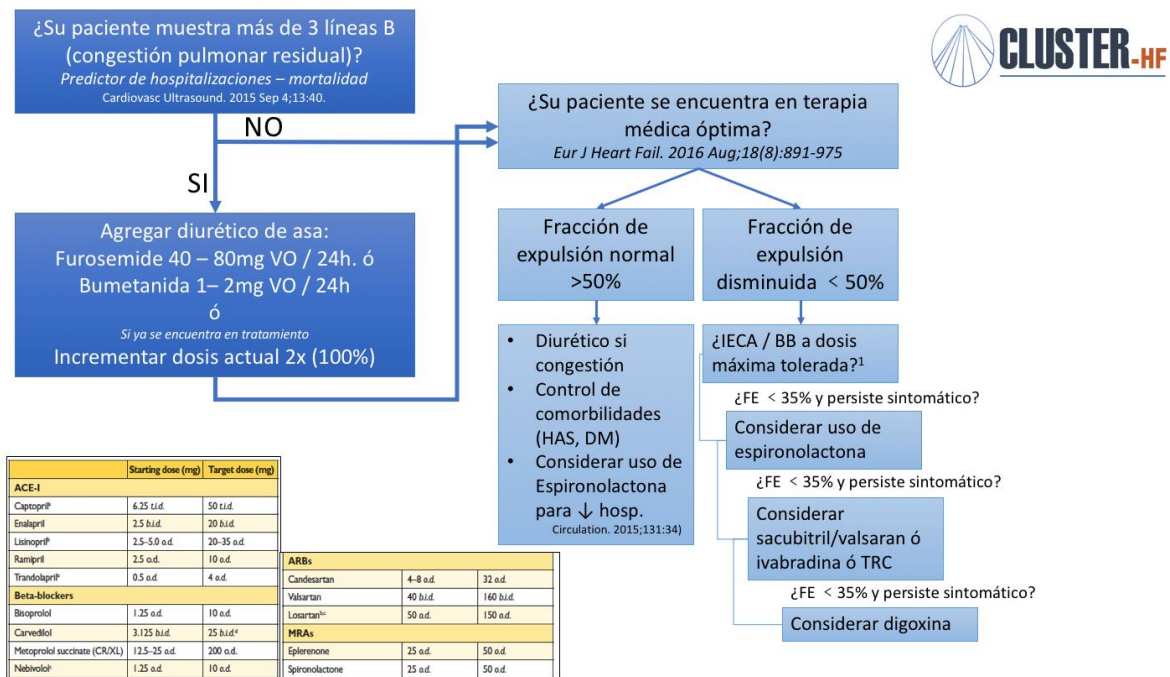 ¿Su paciente muestra más de 3 líneas B
(congestión pulmonar residual)?
Predictor de hospitalizaciones – mortalidad
Cardiovasc Ultrasound. 2015 Sep 4;13:40.
CLUSTER-HF
NO
SI
¿Su paciente se encuentra en terapia
médica óptima?
Eur J Heart Fail. 2016 Aug;18(8):891-975
Agregar diurético de asa:
Furosemide 40 – 80mg VO / 24h. ó
Bumetanida 1– 2mg VO / 24h
ó
Si ya se encuentra en tratamiento
Incrementar dosis actual 2x (100%)
Fracción de
expulsión normal
>50%
Fracción de
expulsión
disminuida < 50%
• Diurético si
congestión
• Control de
comorbilidades
(HAS, DM)
• Considerar uso de
Espironolactona
para ↓ hosp.
Circulation. 2015;131:34)
¿IECA / BB a dosis
máxima tolerada?¹
¿FE < 35% y persiste sintomático?
Considerar uso de
espironolactona
¿FE < 35% y persiste sintomático?
Considerar
sacubitril/valsaran ó
ivabradina ó TRC
¿FE < 35% y persiste sintomático?
Considerar digoxina
Starting dose (mg) Target dose (mg)
ACE-I
Captopril 6.25 t.i.d. 50 t.i.d.
Enalapril 2.5 b.i.d. 20 b.i.d.
Lisinopril 2.5–5.0 o.d. 20–35 o.d.
Ramipril 2.5 o.d. 10 o.d.
Trandolapril 0.5 o.d. 4 o.d.
Beta-blockers
Bisoprolol 1.25 o.d. 10 o.d.
Carvedilol 3.125 b.i.d. 25 b.i.d.
Metoprolol succinate (CR/XL) 12.5–25 o.d. 200 o.d.
Nebivolol 1.25 o.d. 10 o.d.
ARBs
Candesartan 4–8 o.d. 32 o.d.
Valsartan 40 b.i.d. 160 b.i.d.
Losartan 50 o.d. 150 o.d.
MRAs
Eplerenone 25 o.d. 50 o.d.
Spironolactone 25 o.d. 50 o.d.